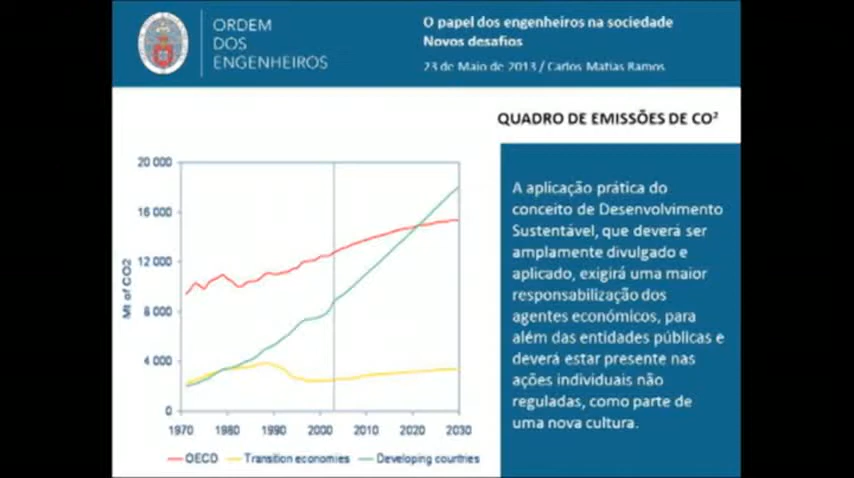 ORDEM
DOS
ENGENHEIROS
O papel dos engenheiros na sociedade
Novos desafios
23 de Maio de 2013 / Carlos Matias Ramos
QUADRO DE EMISSÕES DE CO²
20 000
16 000
12 000
8 000
4 000
0
Mt of CO2
1970 1980 1990 2000 2010 2020 2030
OECD Transition economies Developing countries
A aplicação prática do
conceito de Desenvolvimento
Sustentável, que deverá ser
amplamente divulgado e
aplicado, exigirá uma maior
responsabilização dos
agentes económicos, para
além das entidades públicas e
deverá estar presente nas
ações individuais não
reguladas, como parte de
uma nova cultura.